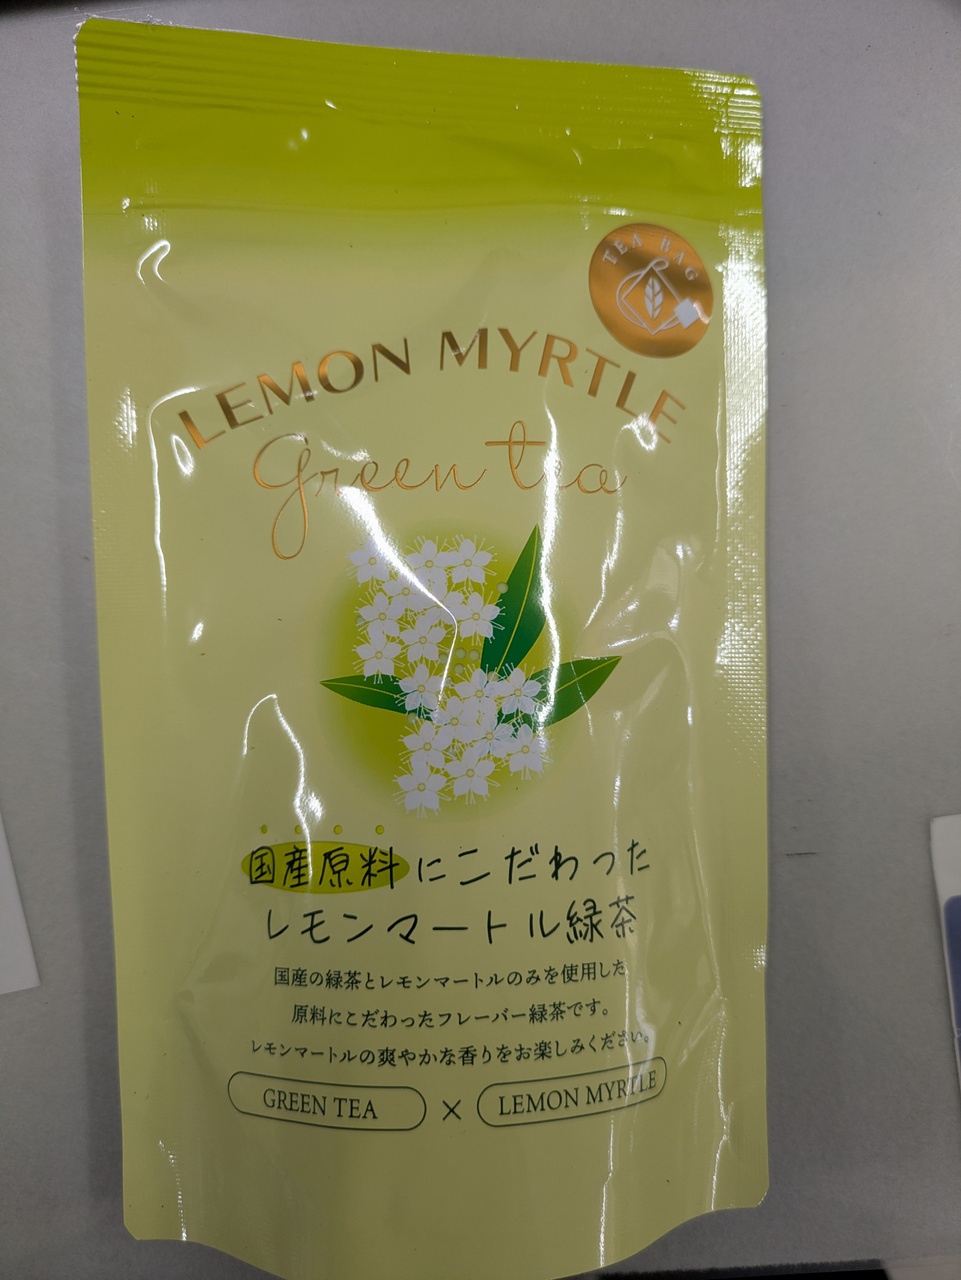 TEA BAG
LEMON MYRTLE
Green tea
国産原料にこだわった
レモンマートル緑茶
国産の緑茶とレモンマートルのみを使用した
原料にこだわったフレーバー緑茶です。
レモンマートルの爽やかな香りをお楽しみください。
GREEN TEA × LEMON MYRTLE